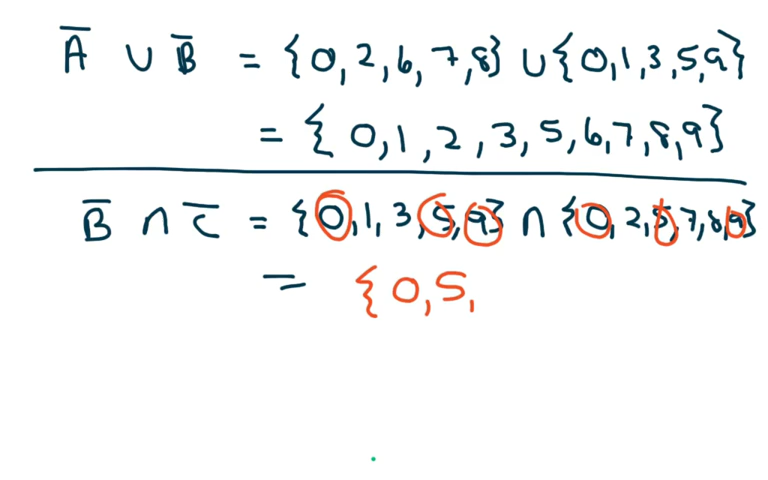 A̅ ∪ B̅ = {0,2,6,7,8} ∪ {0,1,3,5,9}
= {0,1,2,3,5,6,7,8,9}
B̅ ∩ C̅ = {0,1,3,5,9} ∩ {0,2,5,7,8,9}
= {0,5,